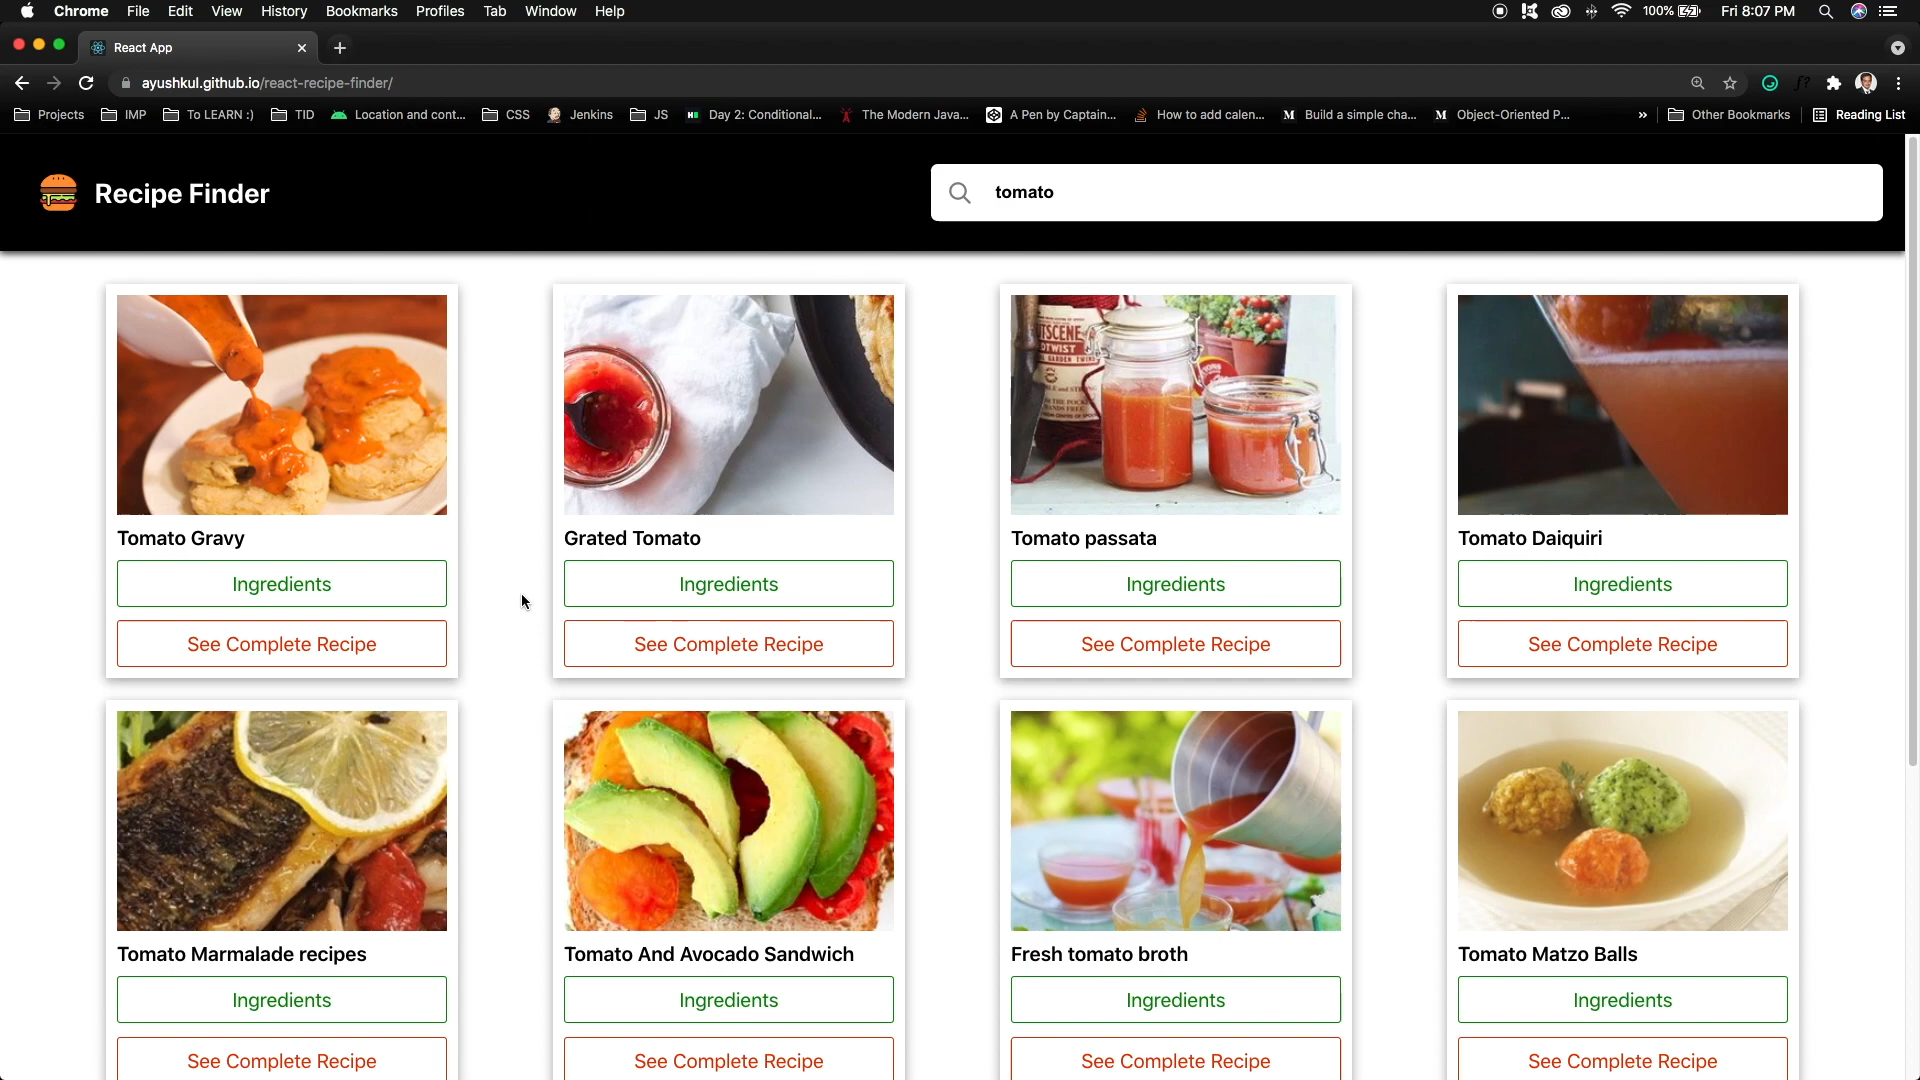 Chrome File Edit View History Bookmarks Profiles Tab Window Help 100% Fri 8:07 PM
React App
ayushkul.github.io/react-recipe-finder/
Projects IMP To LEARN :) TID Location and cont... CSS Jenkins JS Day 2: Conditional... The Modern Java... A Pen by Captain... How to add calen... M Build a simple cha... M Object-Oriented P... » Other Bookmarks Reading List
Recipe Finder tomato
Tomato Gravy Grated Tomato Tomato passata Tomato Daiquiri
Ingredients Ingredients Ingredients Ingredients
See Complete Recipe See Complete Recipe See Complete Recipe See Complete Recipe
Tomato Marmalade recipes Tomato And Avocado Sandwich Fresh tomato broth Tomato Matzo Balls
Ingredients Ingredients Ingredients Ingredients
See Complete Recipe See Complete Recipe See Complete Recipe See Complete Recipe